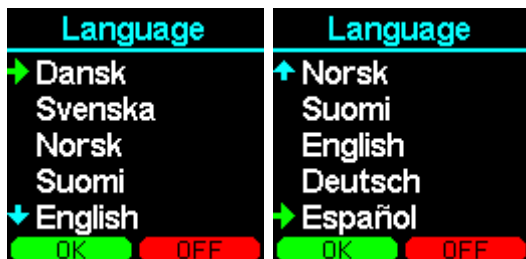 Language
Dansk
Svenska
Norsk
Suomi
English
OK OFF
Language
Norsk
Suomi
English
Deutsch
Español
OK OFF